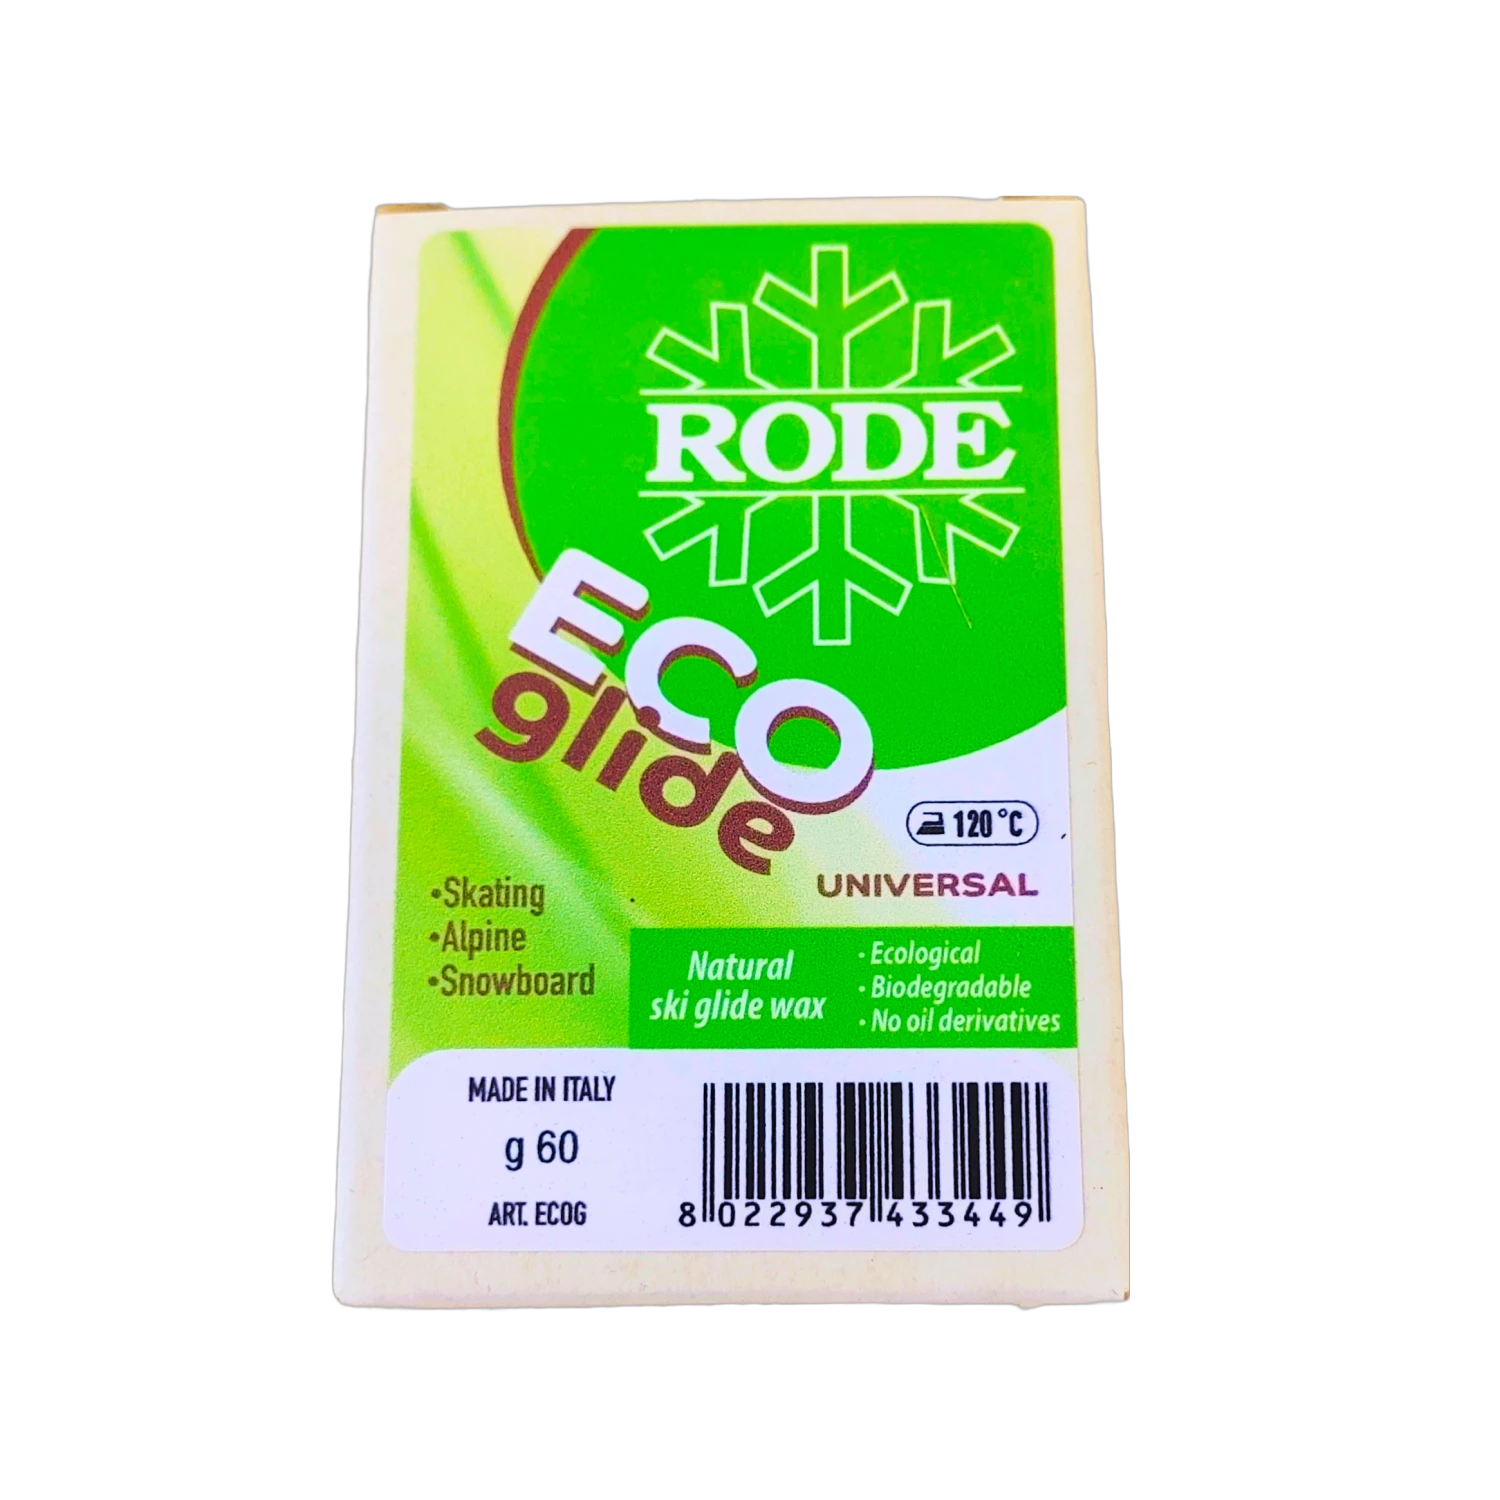 RODE
ECO
glide
120 °C
UNIVERSAL
•Skating
•Alpine
•Snowboard
Natural
ski glide wax
• Ecological
• Biodegradable
• No oil derivatives
MADE IN ITALY
g 60
ART. ECOG
8 022937 433449